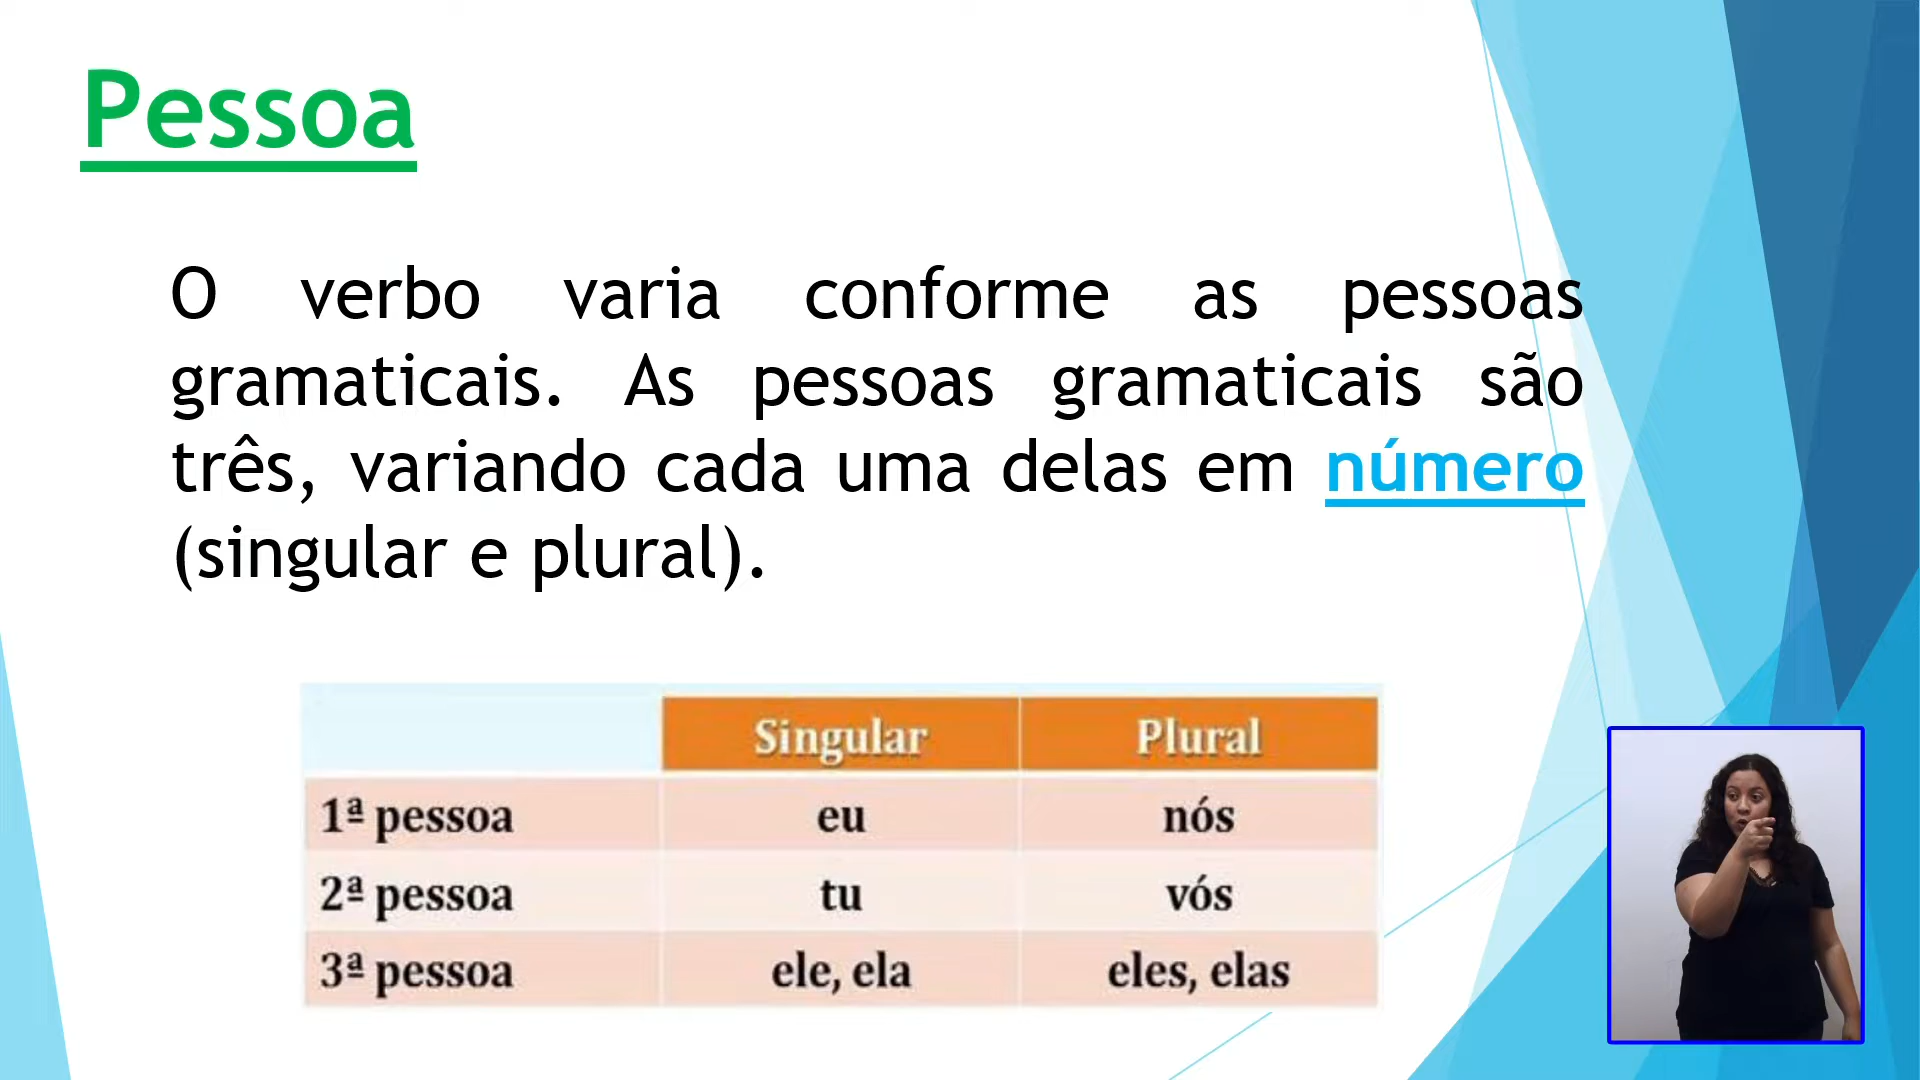 Pessoa
O verbo varia conforme as pessoas
gramaticais. As pessoas gramaticais são
três, variando cada uma delas em número
(singular e plural).
Singular Plural
1ª pessoa eu nós
2ª pessoa tu vós
3ª pessoa ele, ela eles, elas